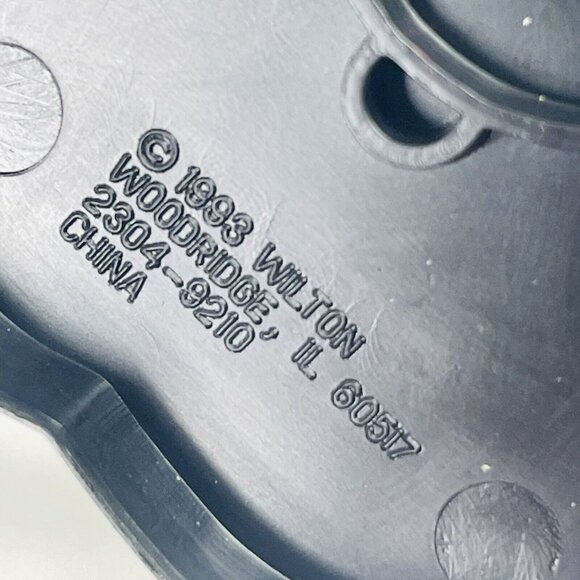 © 1993 WILTON
WOODRIDGE, IL 60517
2304-9210
CHINA